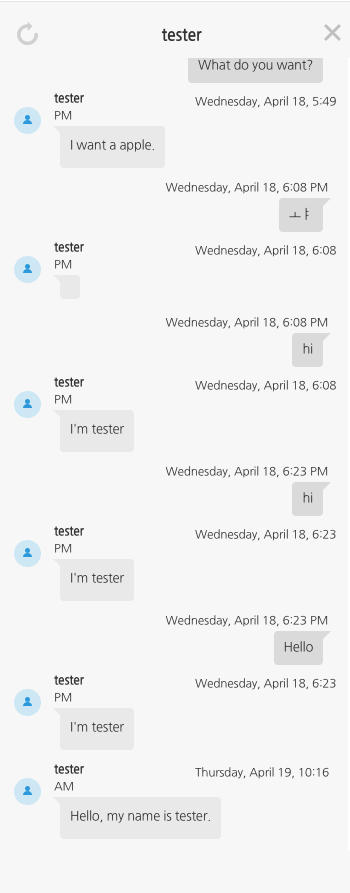 tester
What do you want?
tester Wednesday, April 18, 5:49
PM
I want a apple.
Wednesday, April 18, 6:08 PM
ㅗㅑ
tester Wednesday, April 18, 6:08
PM
Wednesday, April 18, 6:08 PM
hi
tester Wednesday, April 18, 6:08
PM
I'm tester
Wednesday, April 18, 6:23 PM
hi
tester Wednesday, April 18, 6:23
PM
I'm tester
Wednesday, April 18, 6:23 PM
Hello
tester Wednesday, April 18, 6:23
PM
I'm tester
tester Thursday, April 19, 10:16
AM
Hello, my name is tester.